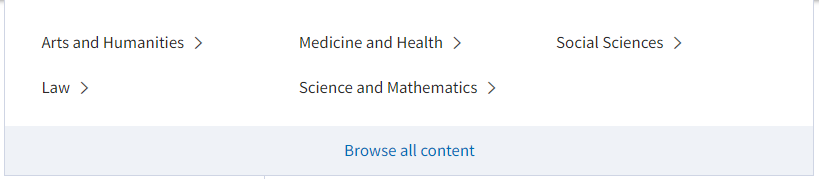 Arts and Humanities
Medicine and Health
Social Sciences
Law
Science and Mathematics
Browse all content